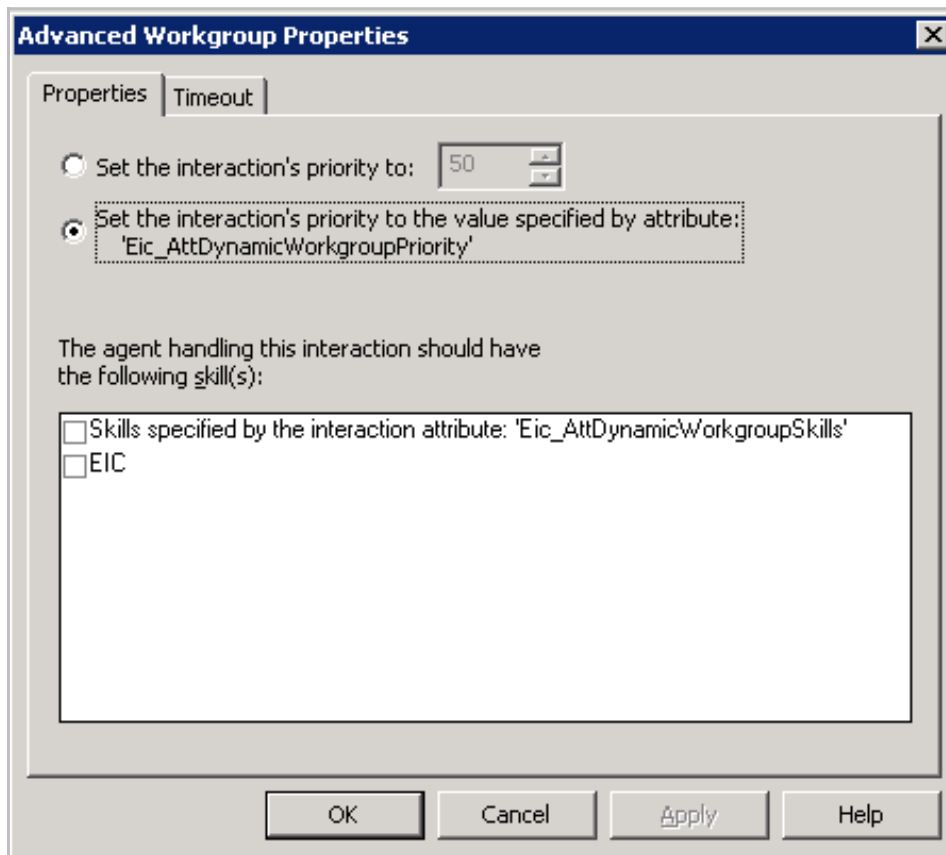 Advanced Workgroup Properties
Properties
Timeout
Set the interaction's priority to:
50
Set the interaction's priority to the value specified by attribute:
'Eic_AttDynamicWorkgroupPriority'
The agent handling this interaction should have
the following skill(s):
Skills specified by the interaction attribute: 'Eic_AttDynamicWorkgroupSkills'
EIC
OK
Cancel
Apply
Help